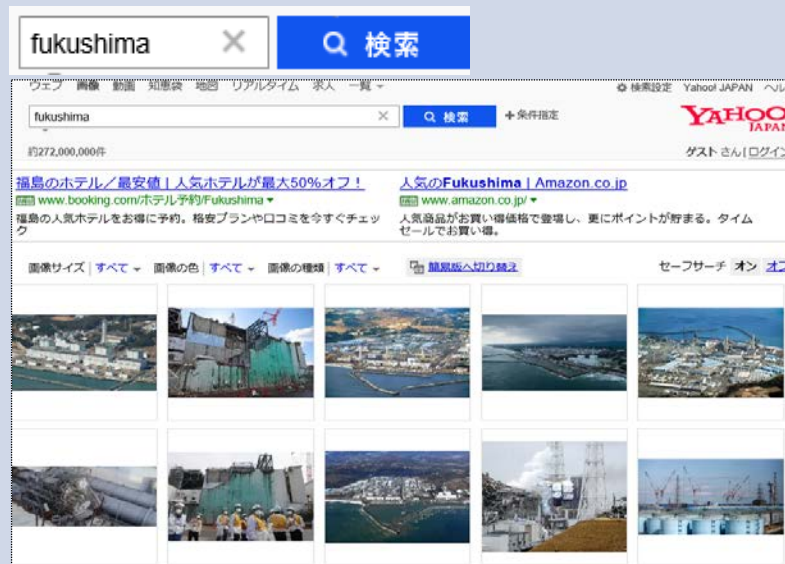 fukushima
検索
ウェブ 画像 動画 知恵袋 地図 リアルタイム 求人 一覧
検索設定 Yahoo! JAPAN ヘル
fukushima 検索 +条件指定
YAHOO
JAPAN
約272,000,000件
ゲスト さん [ログイン
福島のホテル／最安値 | 人気ホテルが最大50%オフ！
www.booking.com/ホテル予約/Fukushima
福島の人気ホテルをお得に予約。格安プランや口コミを今すぐチェッ
ク
人気のFukushima | Amazon.co.jp
www.amazon.co.jp/
人気商品がお買い得価格で登場し、更にポイントが貯まる。タイム
セールでお買い得。
画像サイズ | すべて 画像の色 | すべて 画像の種類 | すべて 簡易版へ切り替え セーフサーチ オン オフ